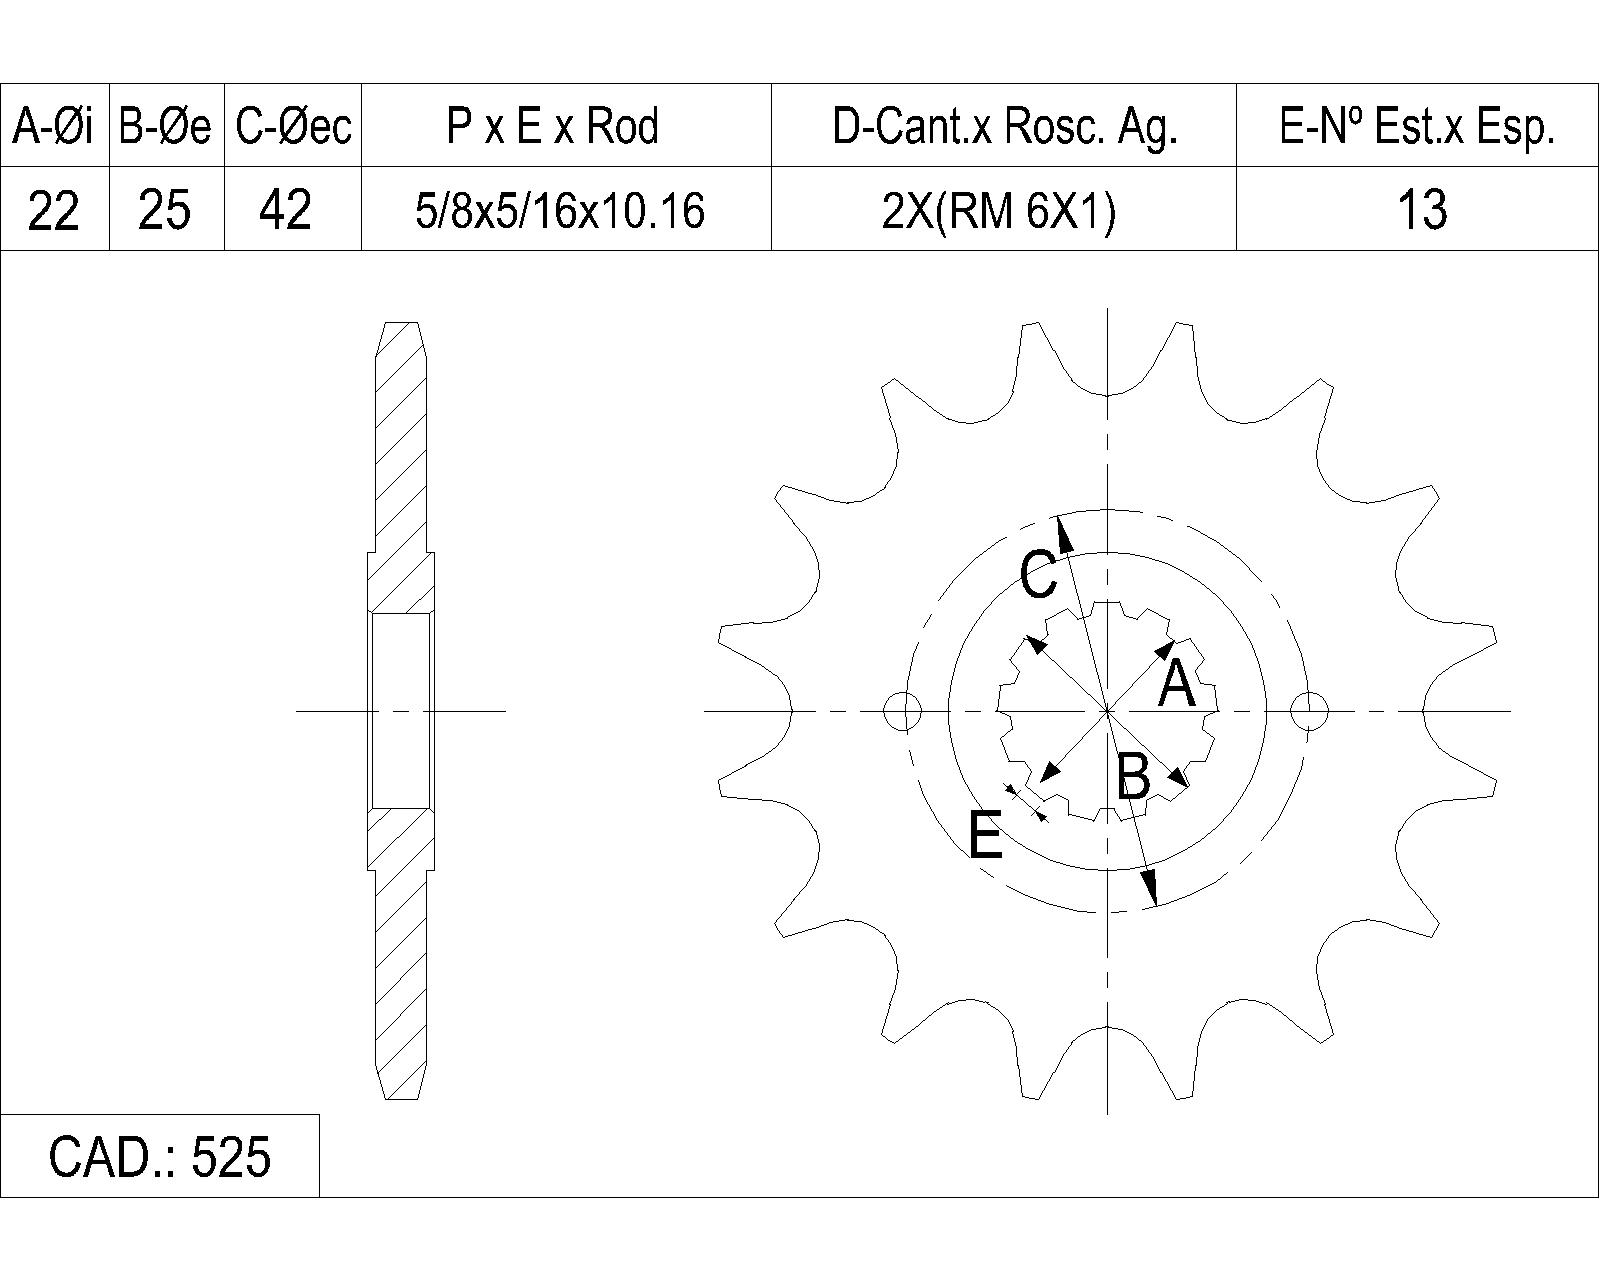 A-Øi B-Øe C-Øec P x E x Rod D-Cant.x Rosc. Ag. E-Nº Est.x Esp.
22 25 42 5/8x5/16x10.16 2X(RM 6X1) 13
C
A
B
E
CAD.: 525